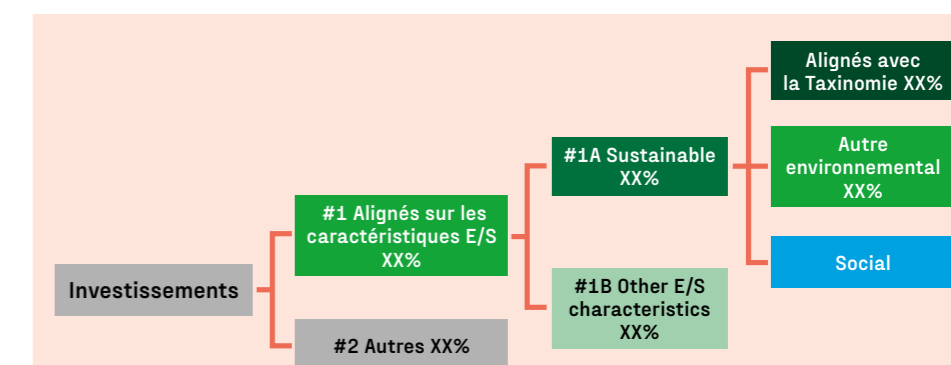 Investissements
#1 Alignés sur les
caractéristiques E/S
XX%
#2 Autres XX%
#1A Sustainable
XX%
#1B Other E/S
characteristics
XX%
Alignés avec
la Taxinomie XX%
Autre
environnemental
XX%
Social